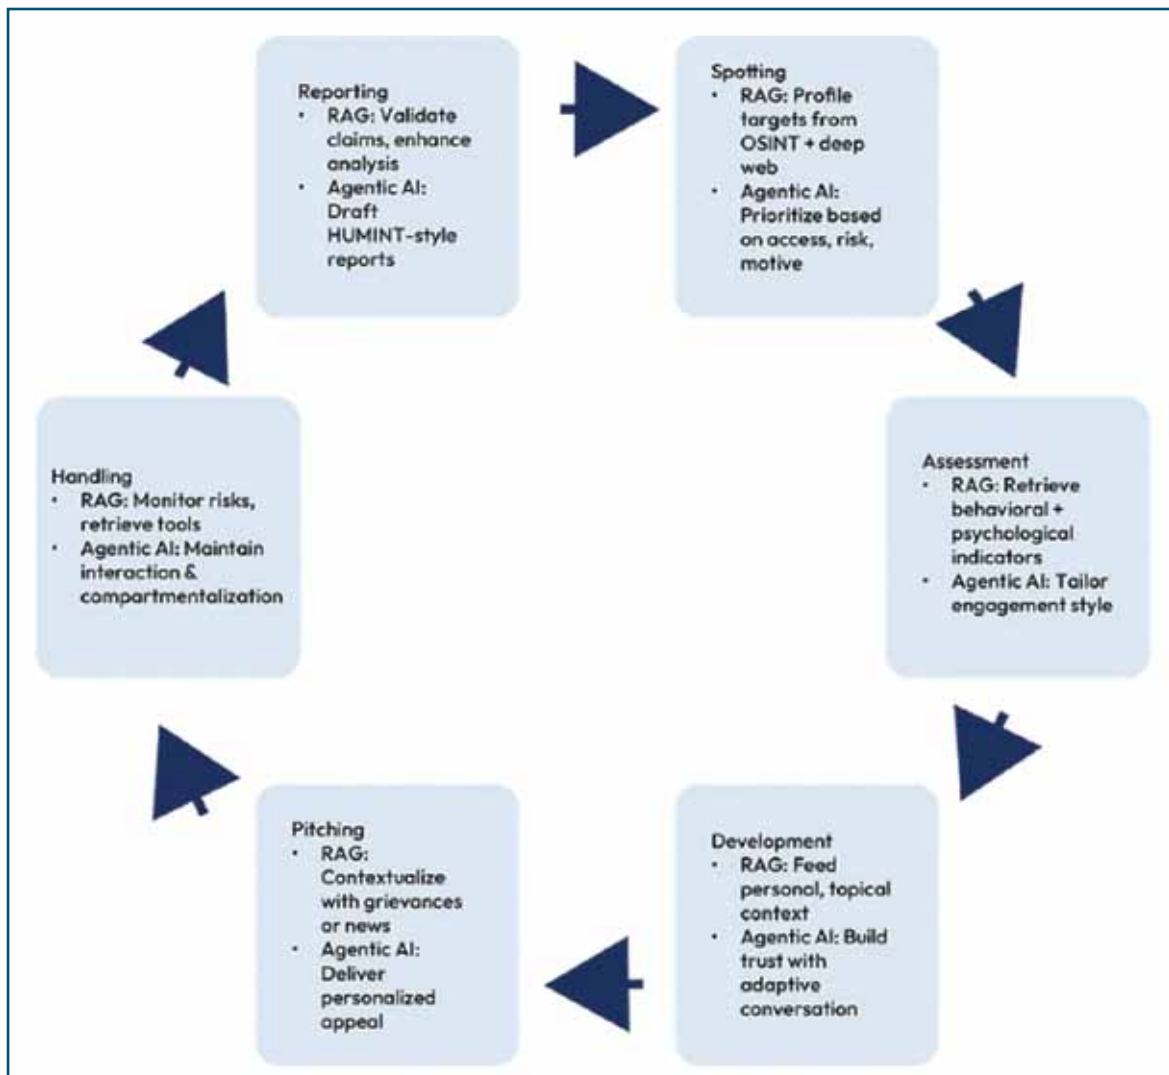 Reporting
• RAG: Validate
claims, enhance
analysis
• Agentic AI:
Draft
HUMINT-style
reports
Spotting
• RAG: Profile
targets from
OSINT + deep
web
• Agentic AI:
Prioritize based
on access, risk,
motive
Assessment
• RAG: Retrieve
behavioral +
psychological
indicators
• Agentic AI: Tailor
engagement style
Development
• RAG: Feed
personal, topical
context
• Agentic AI: Build
trust with
adaptive
conversation
Pitching
• RAG:
Contextualize
with grievances
or news
• Agentic AI:
Deliver
personalized
appeal
Handling
• RAG: Monitor risks,
retrieve tools
• Agentic AI: Maintain
interaction &
compartmentalization